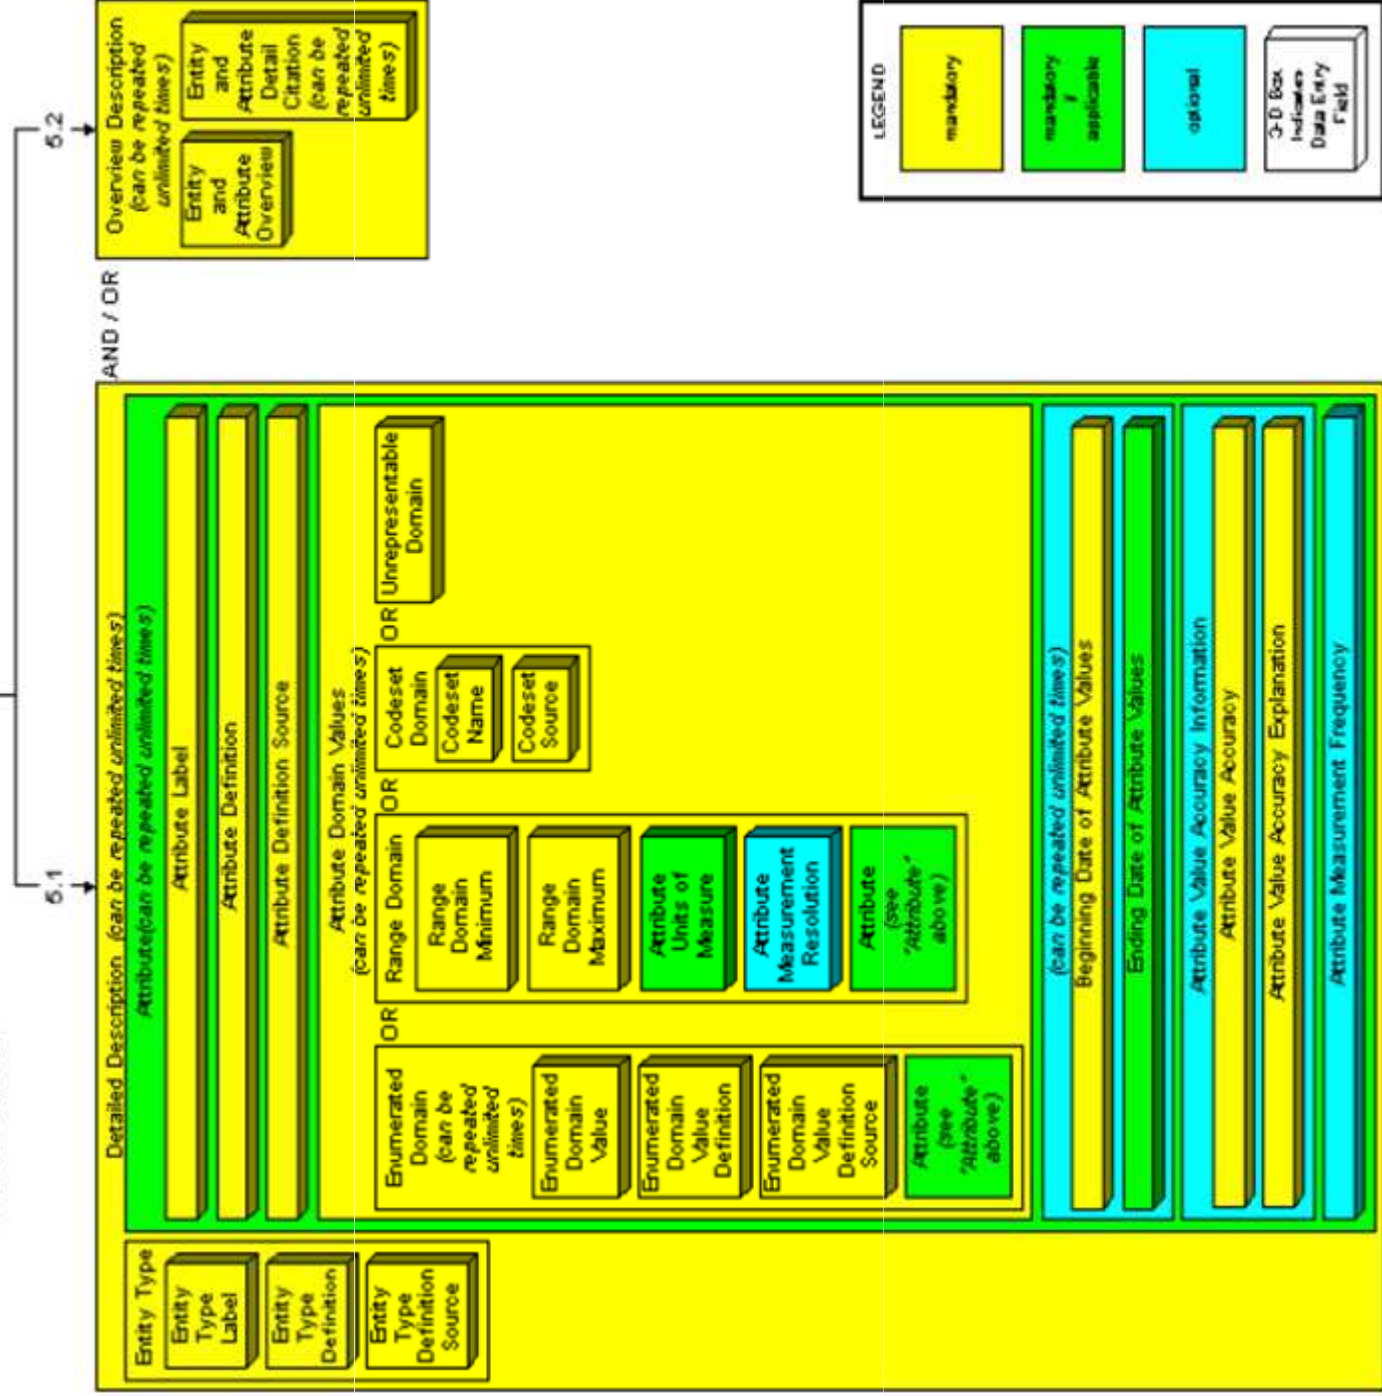 5.1
5.2
Detailed Description (can be repeated unlimited times)
Entity Type
Entity
Type
Label
Entity
Type
Definition
Entity
Type
Definition
Source
Attribute(can be repeated unlimited times)
Attribute Label
Attribute Definition
Attribute Definition Source
Attribute Domain Values
(can be repeated unlimited times)
Enumerated
Domain
(can be
repeated
unlimited
times)
Enumerated
Domain
Value
Enumerated
Domain
Value
Definition
Enumerated
Domain
Value
Definition
Source
Attribute
(see
"Attribute"
above)
OR
Range Domain
Range
Domain
Minimum
Range
Domain
Maximum
Attribute
Units of
Measure
Attribute
Measurement
Resolution
Attribute
(see
"Attribute"
above)
OR
Codeset
Domain
Codeset
Name
Codeset
Source
OR
Unrepresentable
Domain
(can be repeated unlimited times)
Beginning Date of Attribute Values
Ending Date of Attribute Values
Attribute Value Accuracy Information
Attribute Value Accuracy
Attribute Value Accuracy Explanation
Attribute Measurement Frequency
AND / OR
Overview Description
(can be repeated
unlimited times)
Entity
and
Attribute
Overview
Entity
and
Attribute
Detail
Citation
(can be
repeated
unlimited
times)
LEGEND
mandatory
mandatory
if
applicable
optional
3-D Box
Indicates
Data Entry
Field